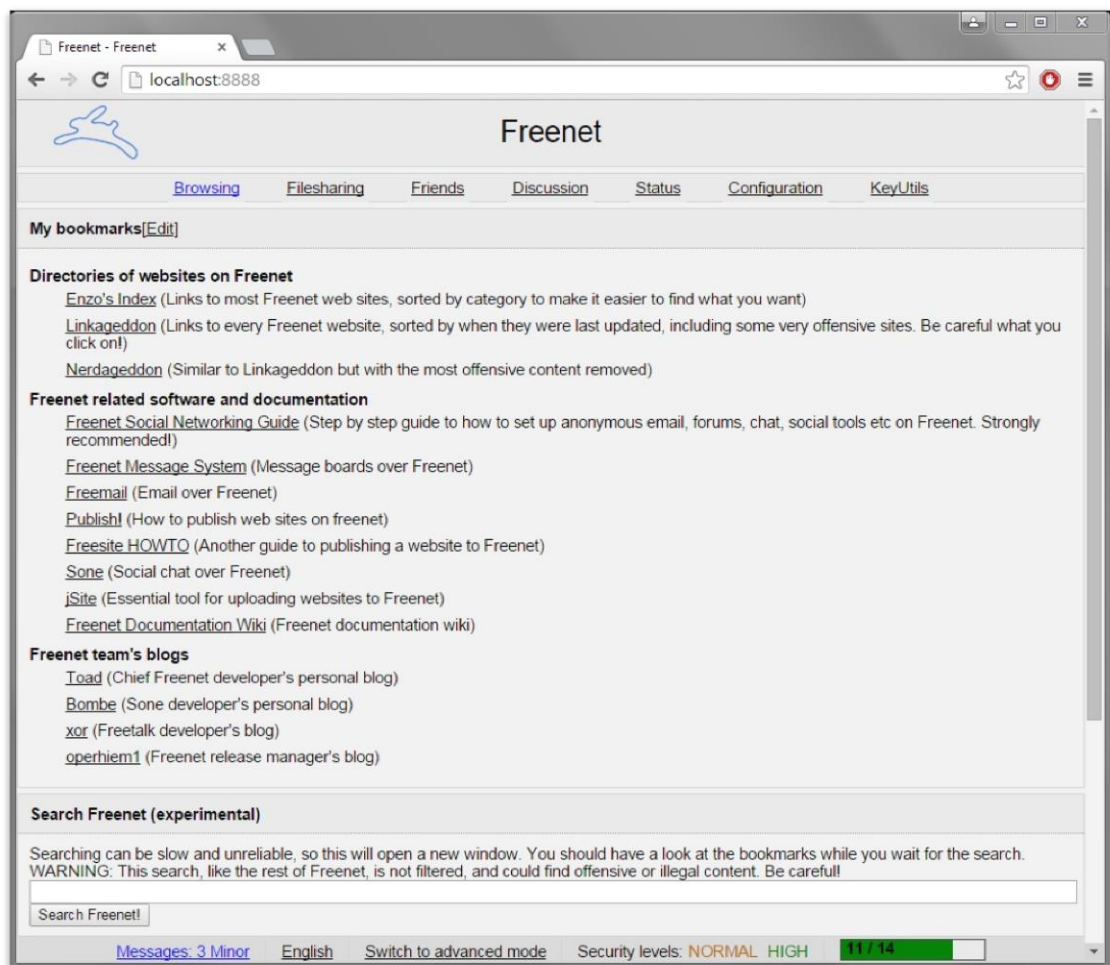 Freenet - Freenet
localhost:8888
Freenet
Browsing Filesharing Friends Discussion Status Configuration KeyUtils
My bookmarks[Edit]
Directories of websites on Freenet
Enzo's Index (Links to most Freenet web sites, sorted by category to make it easier to find what you want)
Linkageddon (Links to every Freenet website, sorted by when they were last updated, including some very offensive sites. Be careful what you
click on!)
Nerdageddon (Similar to Linkageddon but with the most offensive content removed)
Freenet related software and documentation
Freenet Social Networking Guide (Step by step guide to how to set up anonymous email, forums, chat, social tools etc on Freenet. Strongly
recommended!)
Freenet Message System (Message boards over Freenet)
Freemail (Email over Freenet)
Publish! (How to publish web sites on freenet)
Freesite HOWTO (Another guide to publishing a website to Freenet)
Sone (Social chat over Freenet)
jSite (Essential tool for uploading websites to Freenet)
Freenet Documentation Wiki (Freenet documentation wiki)
Freenet team's blogs
Toad (Chief Freenet developer's personal blog)
Bombe (Sone developer's personal blog)
xor (Freetalk developer's blog)
operhiem1 (Freenet release manager's blog)
Search Freenet (experimental)
Searching can be slow and unreliable, so this will open a new window. You should have a look at the bookmarks while you wait for the search.
WARNING: This search, like the rest of Freenet, is not filtered, and could find offensive or illegal content. Be careful!
Search Freenet!
Messages: 3 Minor English Switch to advanced mode Security levels: NORMAL HIGH 11 / 14